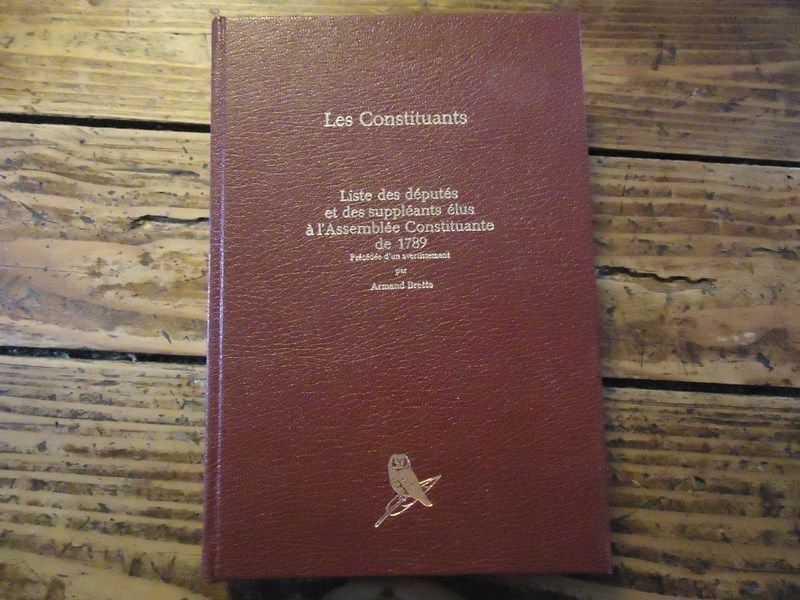 Les Constituants
Liste des députés
et des suppléants élus
à l'Assemblée Constituante
de 1789
Précédée d'un avertissement
par
Armand Brette